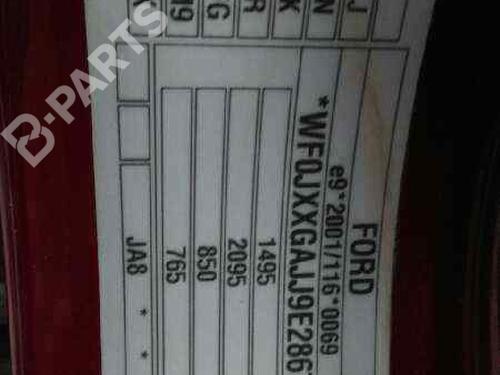 FORD
e9*2001/116*0069
*WF0JXXGAJJ9E286
1495
2095
850
765
JA8 * *
J
N
K
R
G
B-PARTS